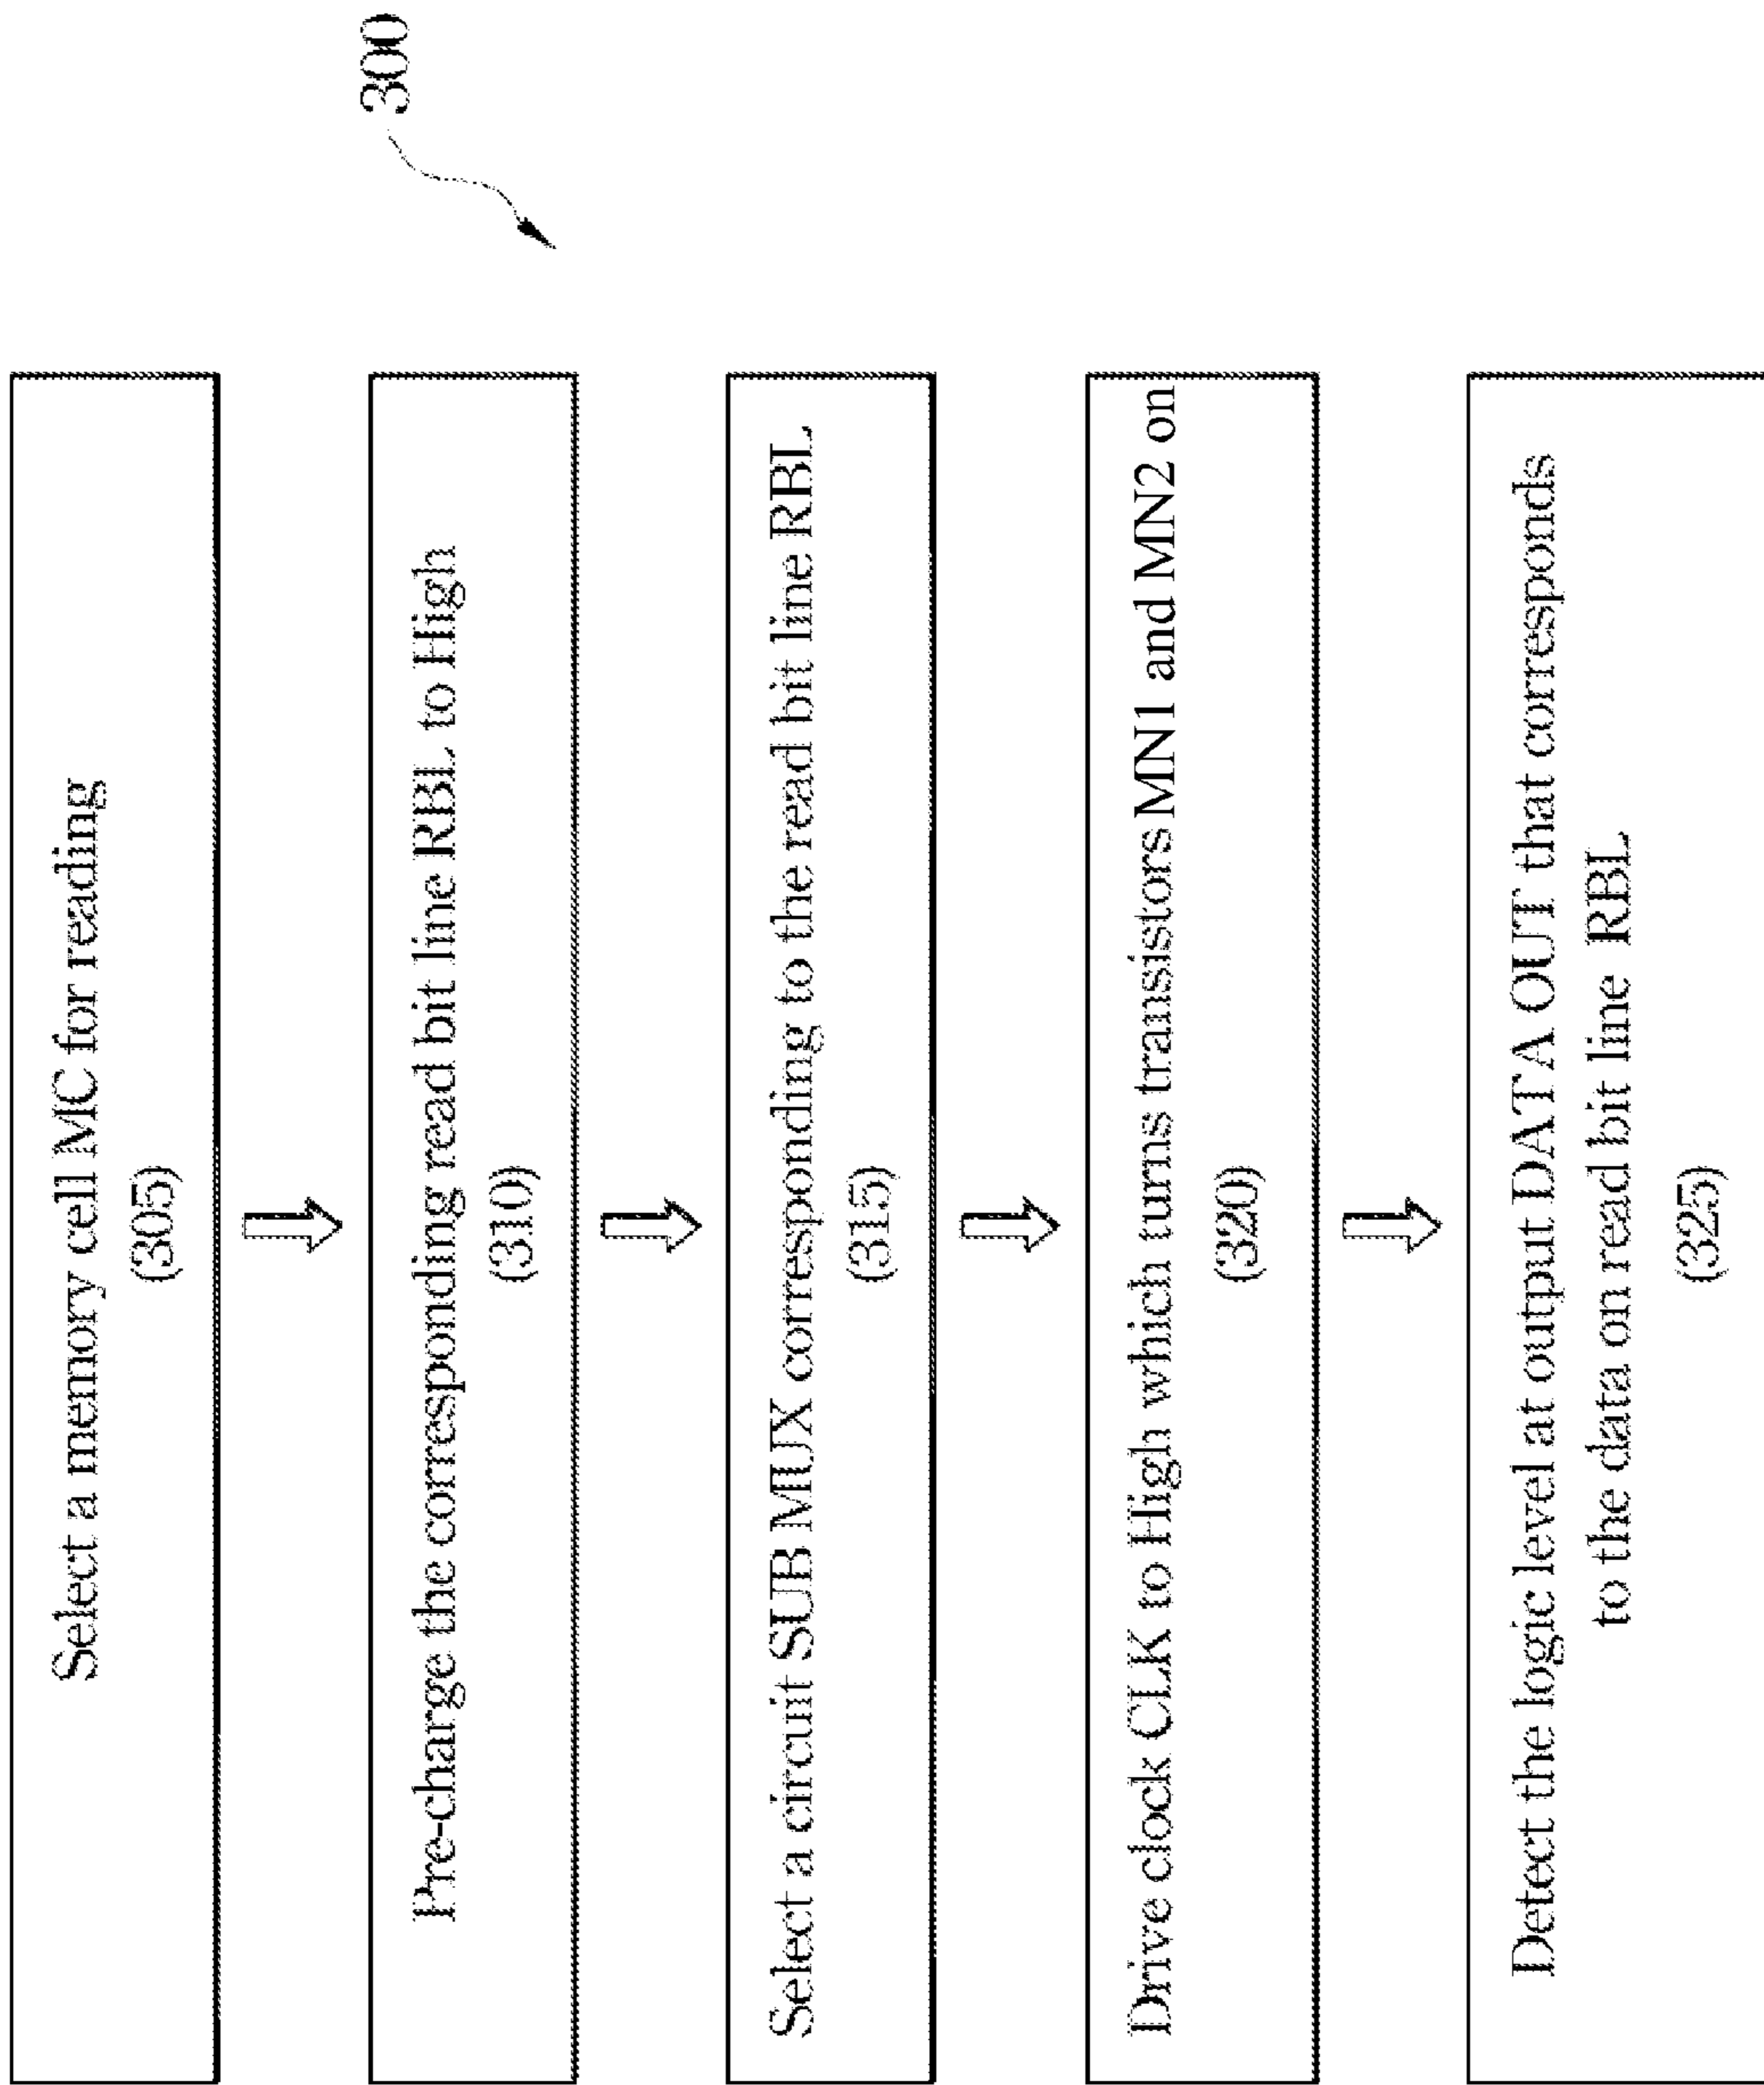 300
Select a memory cell MC for reading
(305)
Pre-charge the corresponding read bit line RBL to High
(310)
Select a circuit SUB MUX corresponding to the read bit line RBL
(315)
Drive clock CLK to High which turns transistors MN1 and MN2 on
(320)
Detect the logic level at output DATA OUT that corresponds
to the data on read bit line RBL
(325)